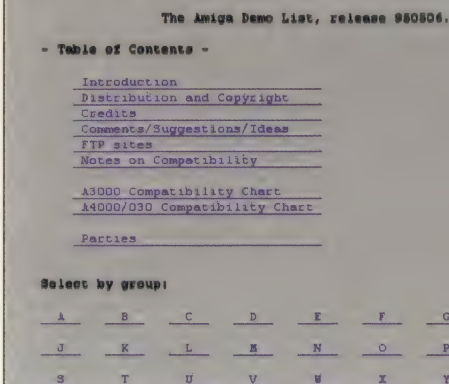 The Amiga Demo List, release 950506.
- Table of Contents -
Introduction
Distribution and Copyright
Credits
Comments/Suggestions/Ideas
FTP sites
Notes on Compatibility
A3000 Compatibility Chart
A4000/030 Compatibility Chart
Parties
Select by group:
A B C D E F G
J K L M N O P
S T U V W X Y